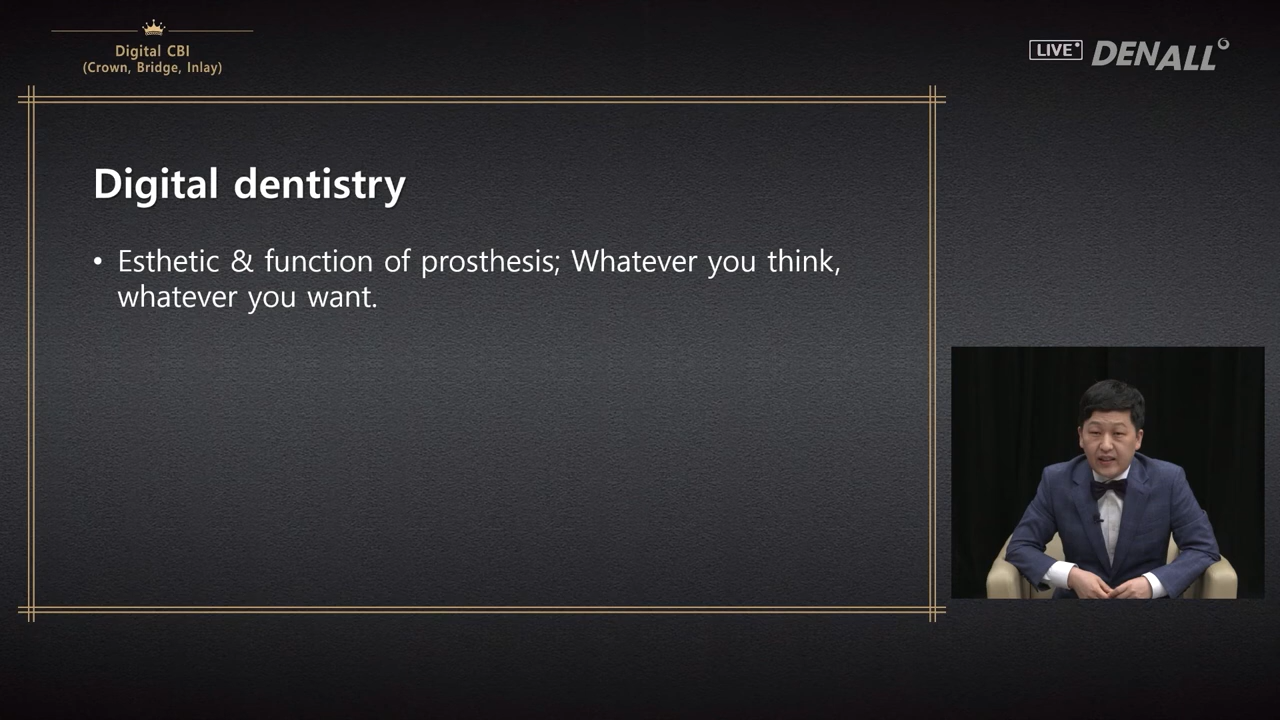 Digital CBI
(Crown, Bridge, Inlay)
LIVE
DENALL
Digital dentistry
• Esthetic & function of prosthesis; Whatever you think,
whatever you want.